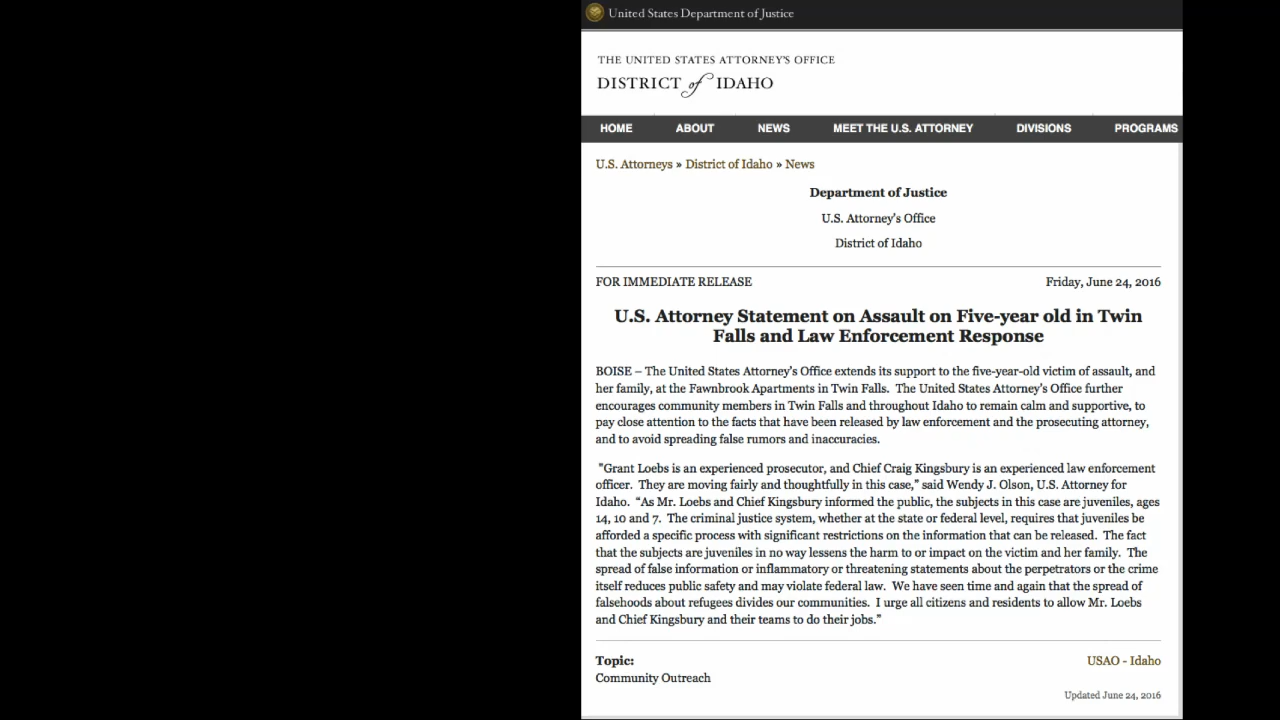 United States Department of Justice
THE UNITED STATES ATTORNEY'S OFFICE
DISTRICT of IDAHO
HOME ABOUT NEWS MEET THE U.S. ATTORNEY DIVISIONS PROGRAMS
U.S. Attorneys » District of Idaho » News
Department of Justice
U.S. Attorney's Office
District of Idaho
FOR IMMEDIATE RELEASE Friday, June 24, 2016
U.S. Attorney Statement on Assault on Five-year old in Twin
Falls and Law Enforcement Response
BOISE – The United States Attorney's Office extends its support to the five-year-old victim of assault, and
her family, at the Fawnbrook Apartments in Twin Falls. The United States Attorney's Office further
encourages community members in Twin Falls and throughout Idaho to remain calm and supportive, to
pay close attention to the facts that have been released by law enforcement and the prosecuting attorney,
and to avoid spreading false rumors and inaccuracies.
"Grant Loebs is an experienced prosecutor, and Chief Craig Kingsbury is an experienced law enforcement
officer. They are moving fairly and thoughtfully in this case,” said Wendy J. Olson, U.S. Attorney for
Idaho. “As Mr. Loebs and Chief Kingsbury informed the public, the subjects in this case are juveniles, ages
14, 10 and 7. The criminal justice system, whether at the state or federal level, requires that juveniles be
afforded a specific process with significant restrictions on the information that can be released. The fact
that the subjects are juveniles in no way lessens the harm to or impact on the victim and her family. The
spread of false information or inflammatory or threatening statements about the perpetrators or the crime
itself reduces public safety and may violate federal law. We have seen time and again that the spread of
falsehoods about refugees divides our communities. I urge all citizens and residents to allow Mr. Loebs
and Chief Kingsbury and their teams to do their jobs.”
Topic: USAO - Idaho
Community Outreach
Updated June 24, 2016